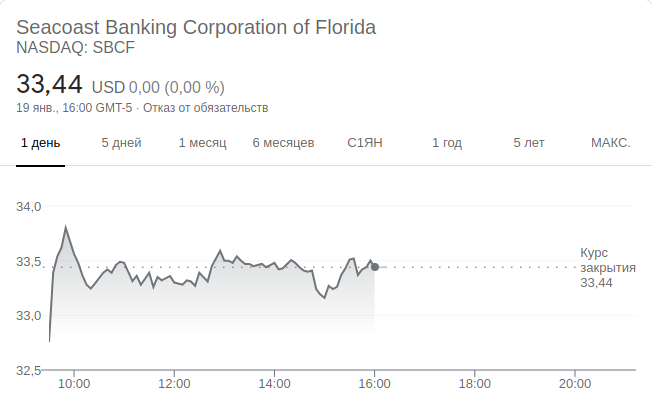 Seacoast Banking Corporation of Florida
NASDAQ: SBCF
33,44 USD 0,00 (0,00 %)
19 янв., 16:00 GMT-5 · Отказ от обязательств
1 день 5 дней 1 месяц 6 месяцев С1ЯН 1 год 5 лет МАКС.
34,0
33,5
33,0
32,5
Курс
закрытия
33,44
10:00 12:00 14:00 16:00 18:00 20:00